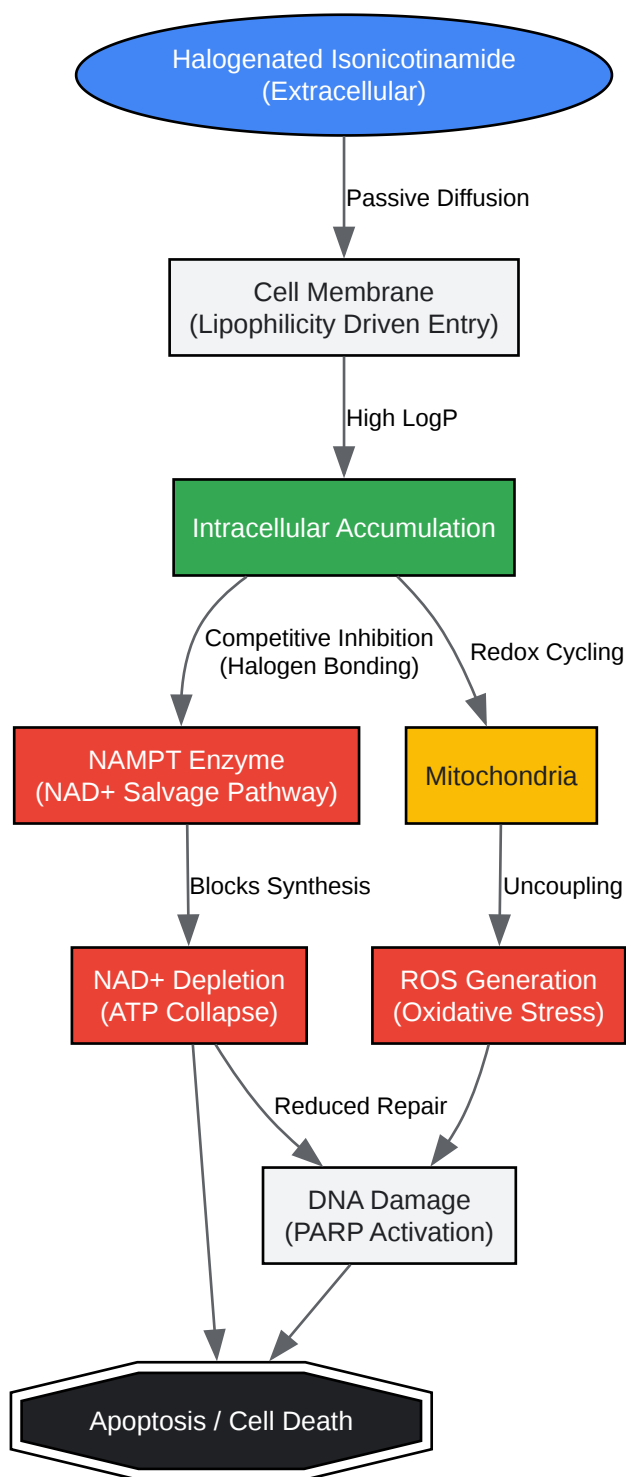 Halogenated Isonicotinamide
(Extracellular)
Passive Diffusion
Cell Membrane
(Lipophilicity Driven Entry)
High LogP
Intracellular Accumulation
Competitive Inhibition
(Halogen Bonding)
Redox Cycling
NAMPT Enzyme
(NAD+ Salvage Pathway)
Mitochondria
Blocks Synthesis
Uncoupling
NAD+ Depletion
(ATP Collapse)
ROS Generation
(Oxidative Stress)
Reduced Repair
DNA Damage
(PARP Activation)
Apoptosis / Cell Death